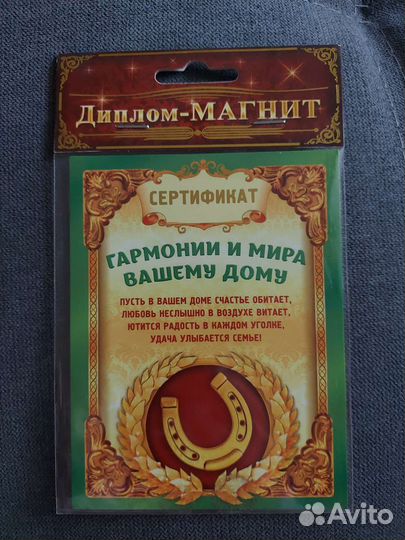 Диплом-МАГНИТ
СЕРТИФИКАТ
ГАРМОНИИ И МИРА
ВАШЕМУ ДОМУ
ПУСТЬ В ВАШЕМ ДОМЕ СЧАСТЬЕ ОБИТАЕТ,
ЛЮБОВЬ НЕСЛЫШНО В ВОЗДУХЕ ВИТАЕТ,
ЮТИТСЯ РАДОСТЬ В КАЖДОМ УГОЛКЕ,
УДАЧА УЛЫБАЕТСЯ СЕМЬЕ!
Avito